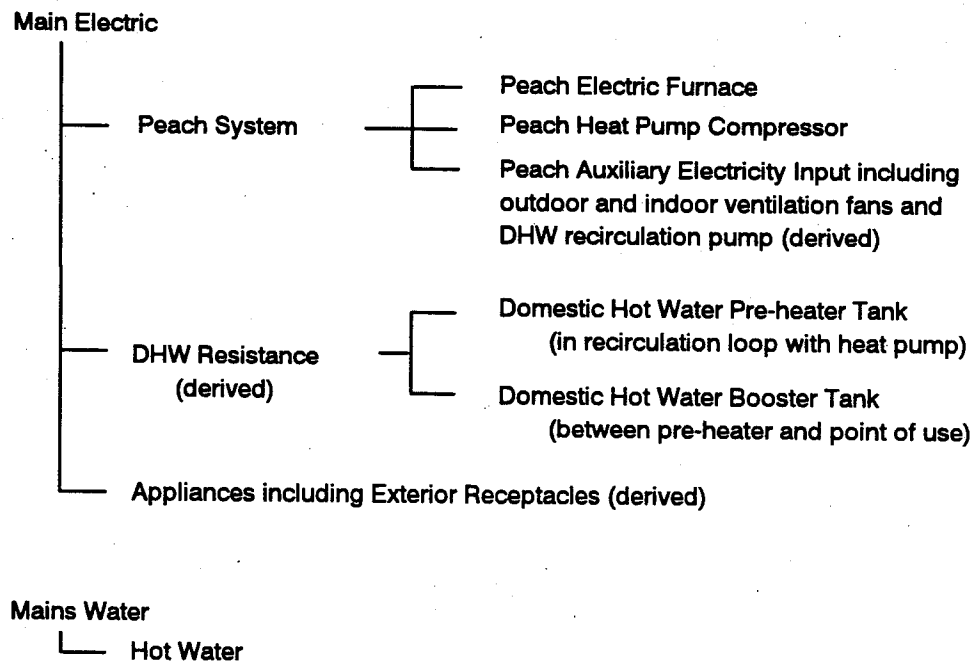 Main Electric
Peach System
Peach Electric Furnace
Peach Heat Pump Compressor
Peach Auxiliary Electricity Input including
outdoor and indoor ventilation fans and
DHW recirculation pump (derived)
DHW Resistance
(derived)
Domestic Hot Water Pre-heater Tank
(in recirculation loop with heat pump)
Domestic Hot Water Booster Tank
(between pre-heater and point of use)
Appliances including Exterior Receptacles (derived)
Mains Water
Hot Water